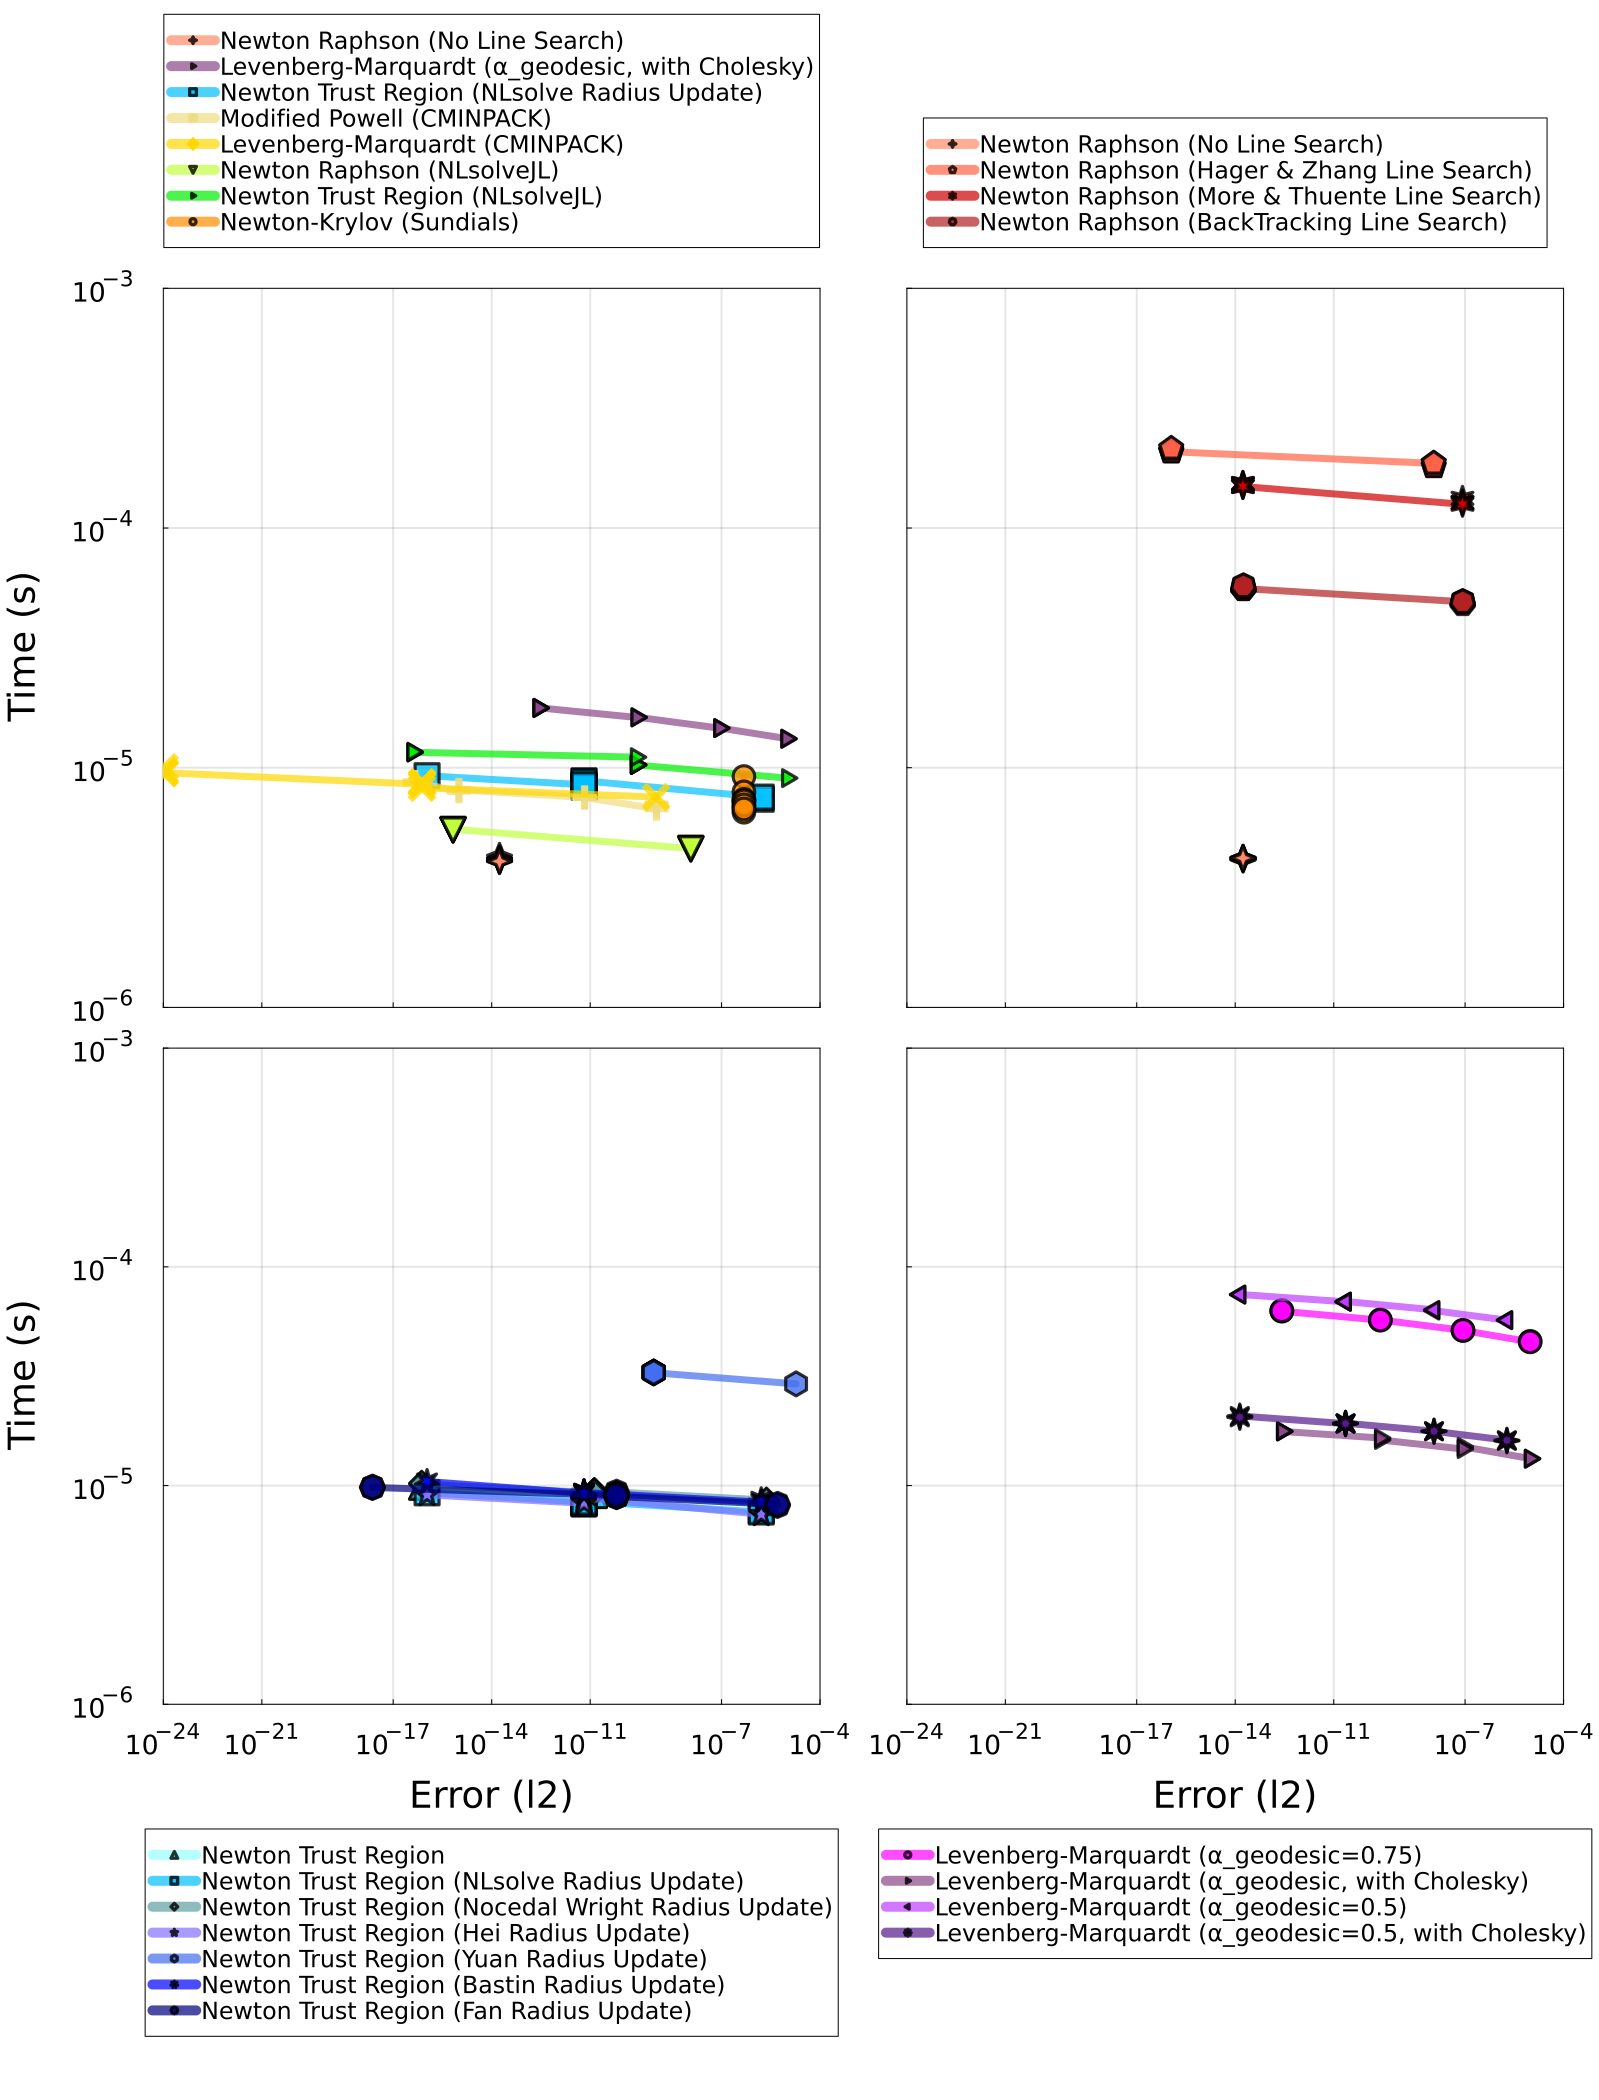 Newton Raphson (No Line Search)
Levenberg-Marquardt (α_geodesic, with Cholesky)
Newton Trust Region (NLsolve Radius Update)
Modified Powell (CMINPACK)
Levenberg-Marquardt (CMINPACK)
Newton Raphson (NLsolveJL)
Newton Trust Region (NLsolveJL)
Newton-Krylov (Sundials)
Newton Raphson (No Line Search)
Newton Raphson (Hager & Zhang Line Search)
Newton Raphson (More & Thuente Line Search)
Newton Raphson (BackTracking Line Search)
Time (s)
10⁻³
10⁻⁴
10⁻⁵
10⁻⁶
Time (s)
10⁻³
10⁻⁴
10⁻⁵
10⁻⁶
10⁻²⁴ 10⁻²¹ 10⁻¹⁷ 10⁻¹⁴ 10⁻¹¹ 10⁻⁷ 10⁻⁴
Error (l2)
10⁻²⁴ 10⁻²¹ 10⁻¹⁷ 10⁻¹⁴ 10⁻¹¹ 10⁻⁷ 10⁻⁴
Error (l2)
Newton Trust Region
Newton Trust Region (NLsolve Radius Update)
Newton Trust Region (Nocedal Wright Radius Update)
Newton Trust Region (Hei Radius Update)
Newton Trust Region (Yuan Radius Update)
Newton Trust Region (Bastin Radius Update)
Newton Trust Region (Fan Radius Update)
Levenberg-Marquardt (α_geodesic=0.75)
Levenberg-Marquardt (α_geodesic, with Cholesky)
Levenberg-Marquardt (α_geodesic=0.5)
Levenberg-Marquardt (α_geodesic=0.5, with Cholesky)